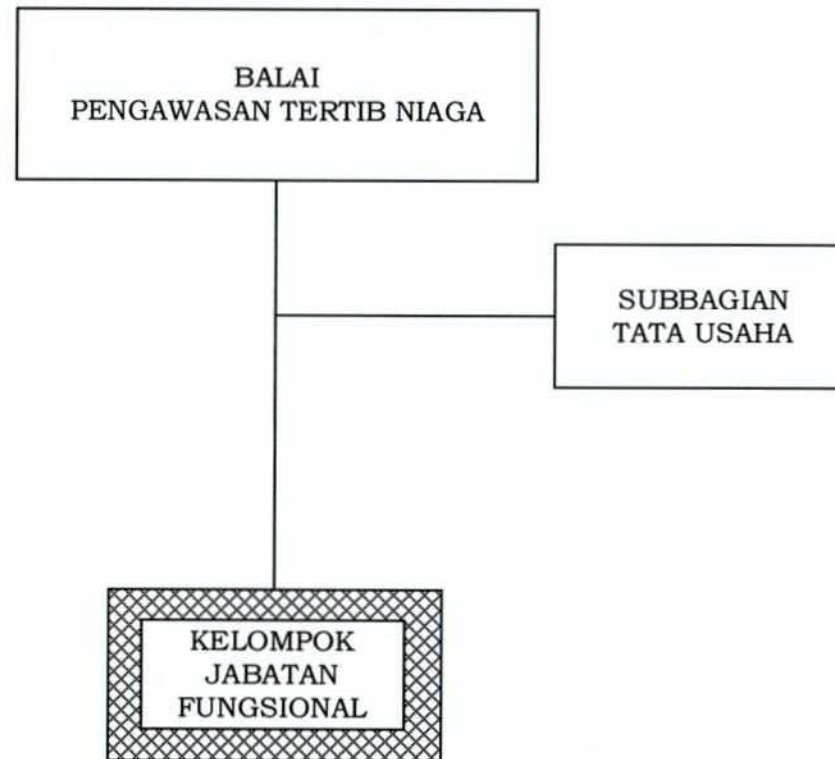 BALAI
PENGAWASAN TERTIB NIAGA
SUBBAGIAN
TATA USAHA
KELOMPOK
JABATAN
FUNGSIONAL